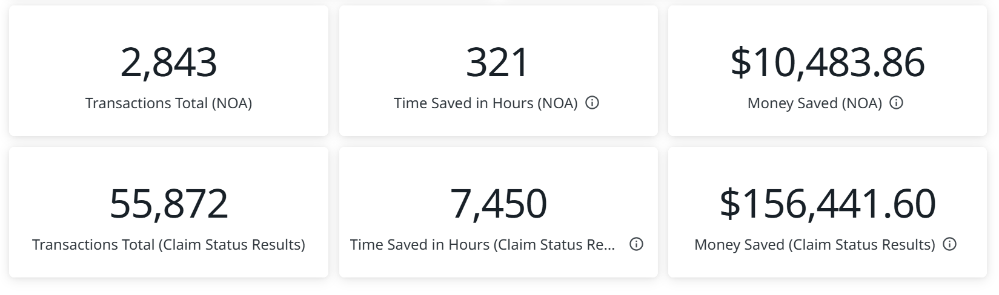 2,843
Transactions Total (NOA)
321
Time Saved in Hours (NOA)
$10,483.86
Money Saved (NOA)
55,872
Transactions Total (Claim Status Results)
7,450
Time Saved in Hours (Claim Status Re...
$156,441.60
Money Saved (Claim Status Results)